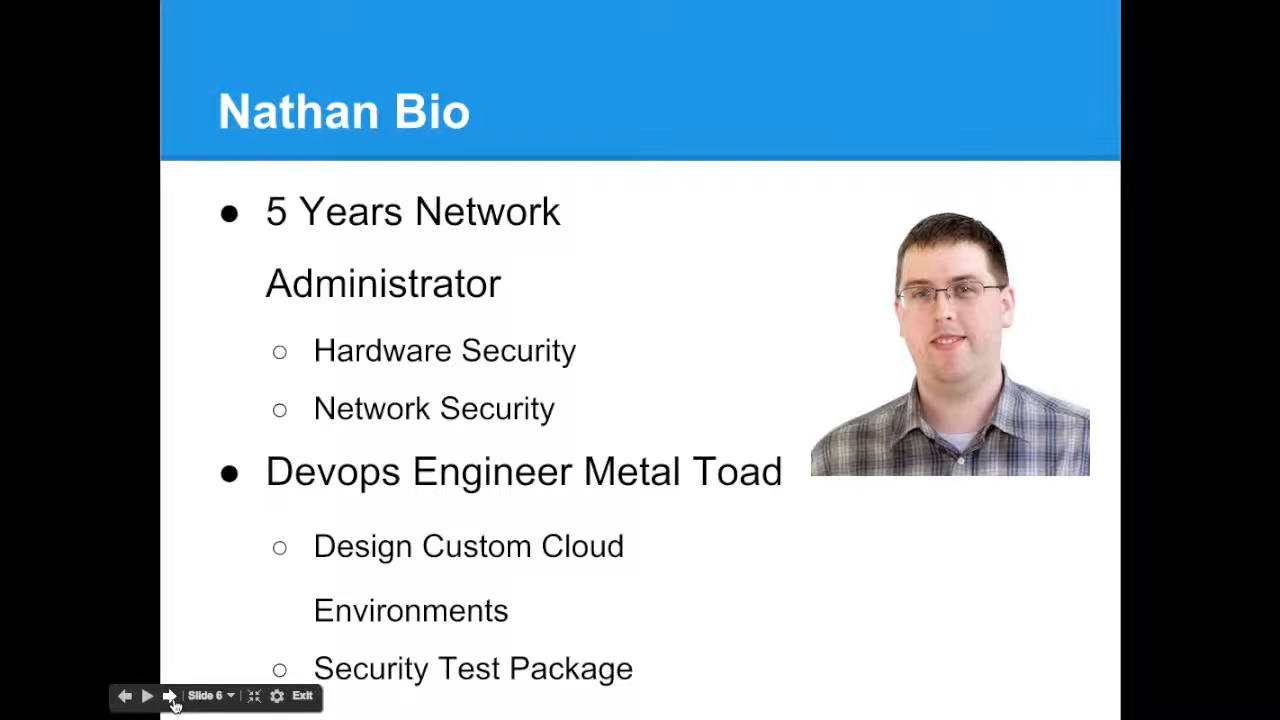 Nathan Bio
● 5 Years Network
Administrator
○ Hardware Security
○ Network Security
● Devops Engineer Metal Toad
○ Design Custom Cloud
Environments
○ Security Test Package
Slide 6 Exit